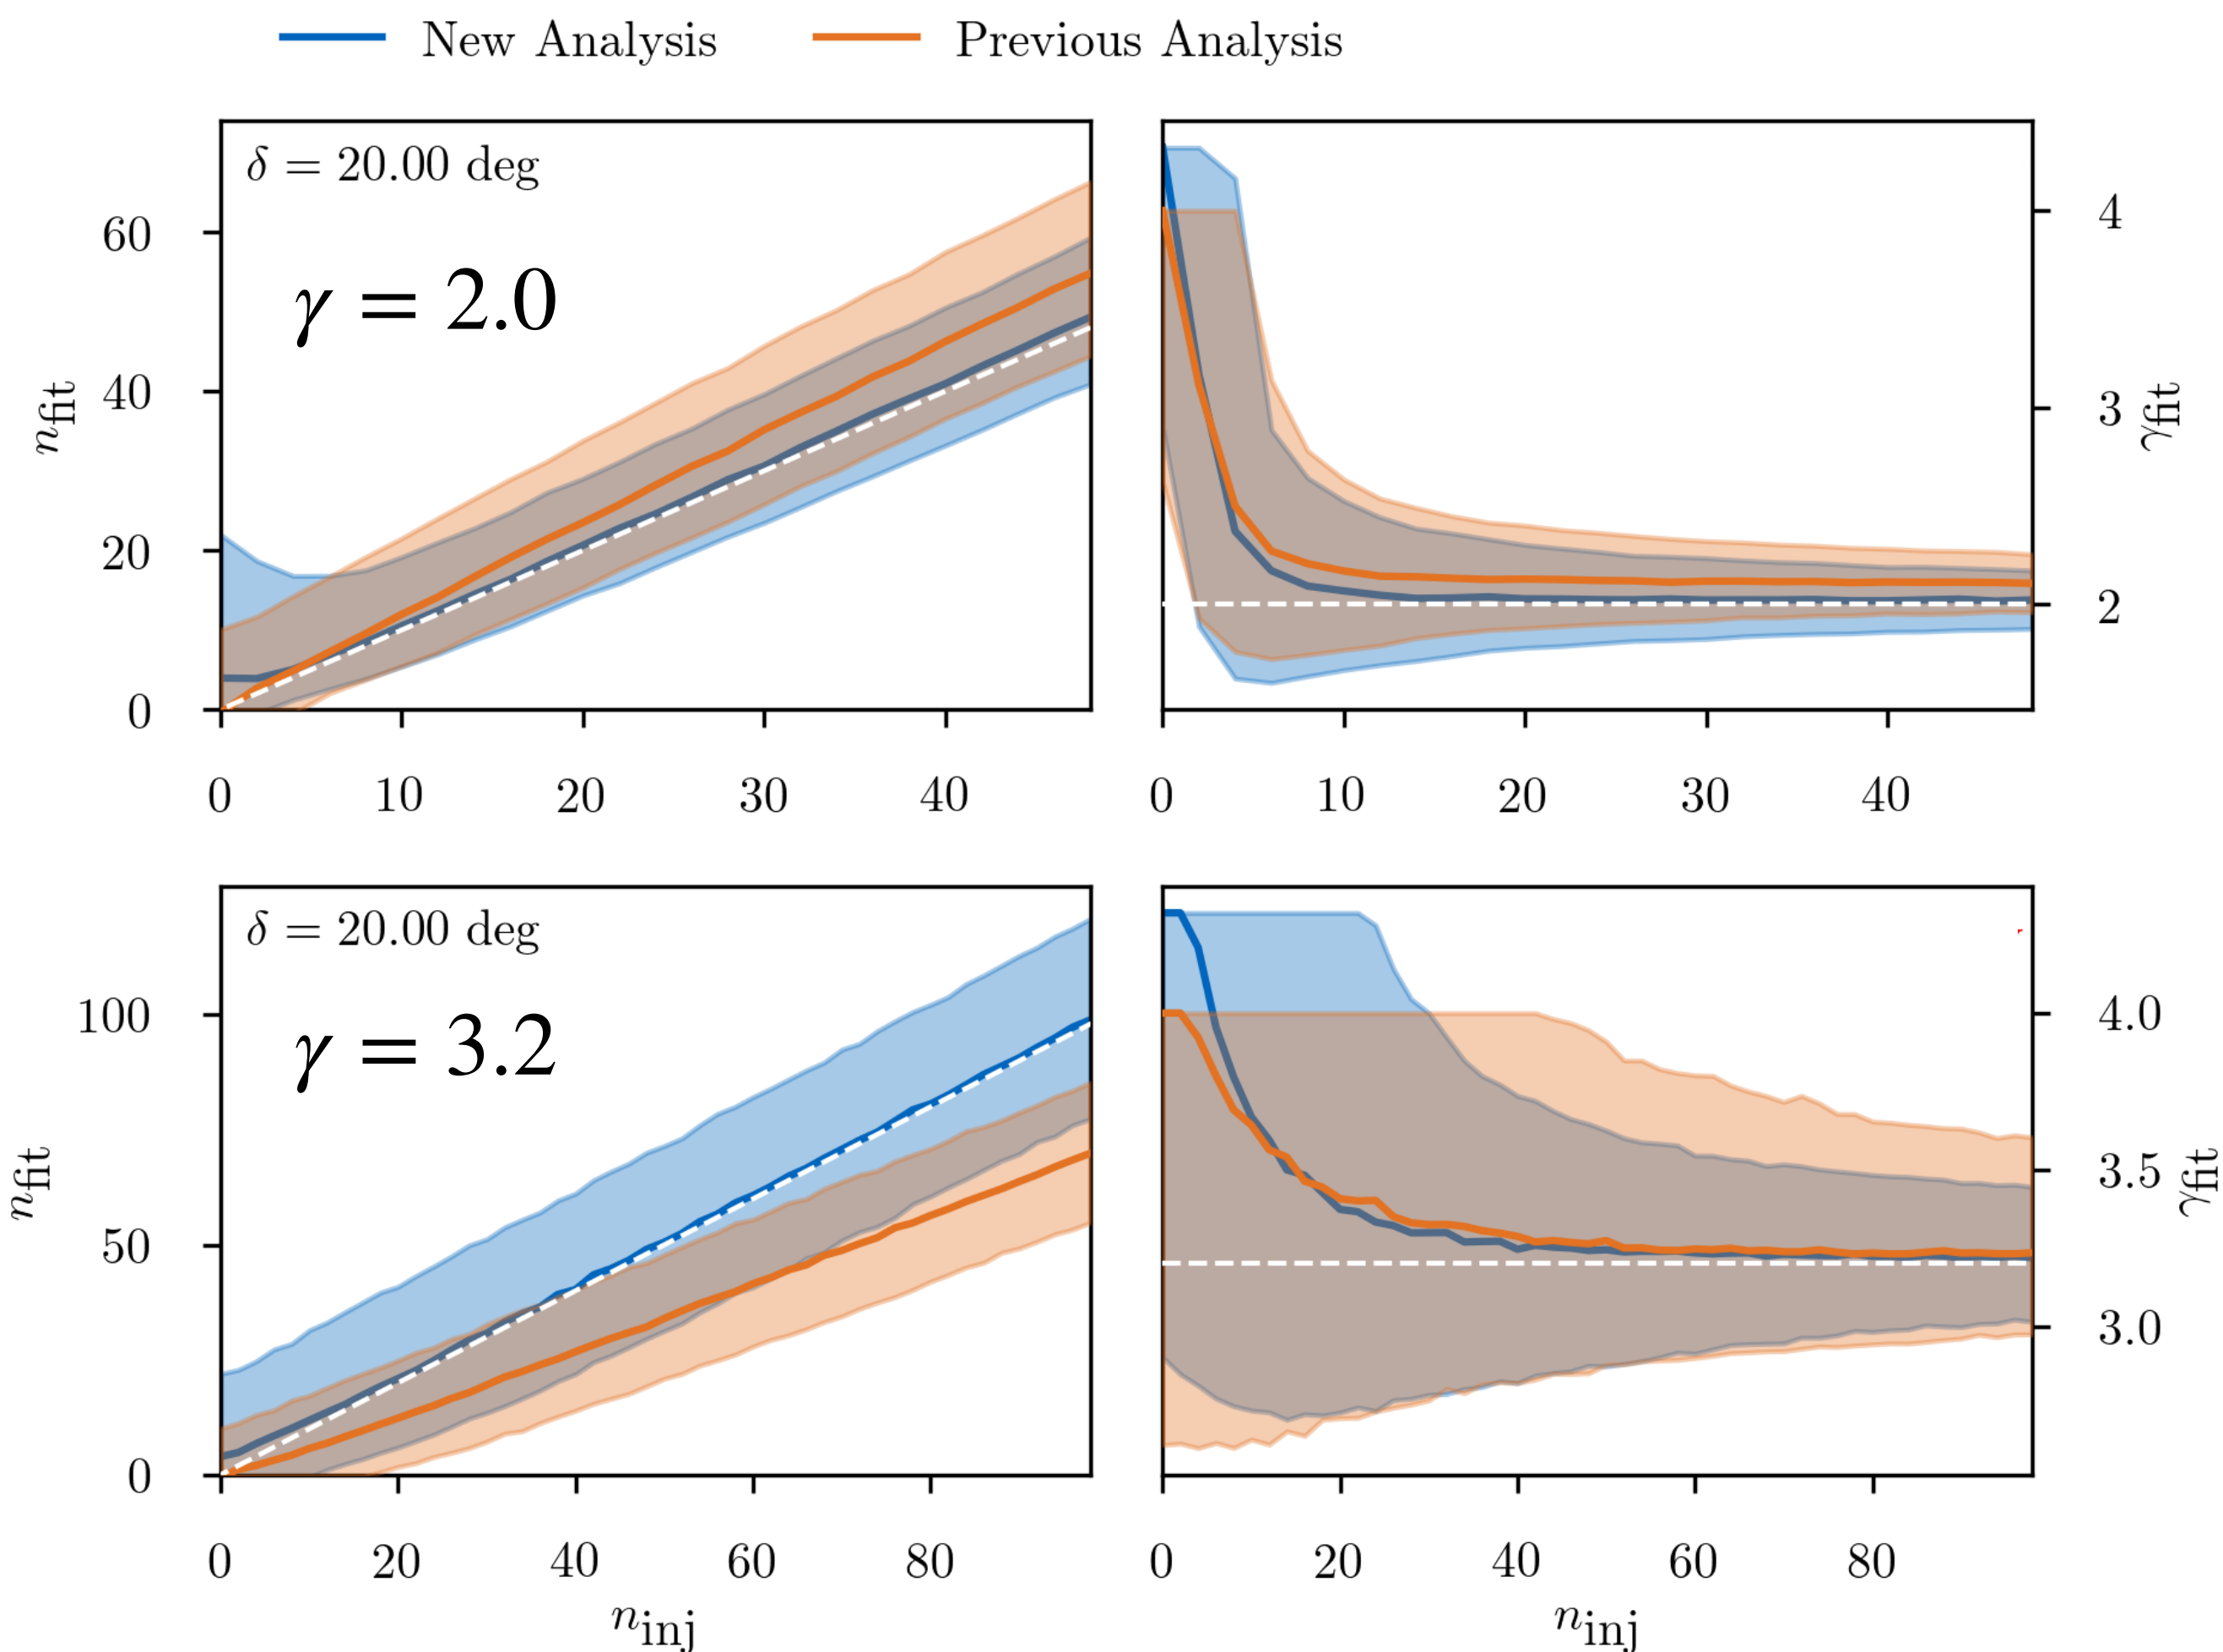 New Analysis Previous Analysis
δ = 20.00 deg
γ = 2.0
n_fit
60
40
20
0
0 10 20 30 40
4
3
2
γ_fit
0 10 20 30 40
δ = 20.00 deg
γ = 3.2
n_fit
100
50
0
0 20 40 60 80
n_inj
4.0
3.5
3.0
γ_fit
0 20 40 60 80
n_inj